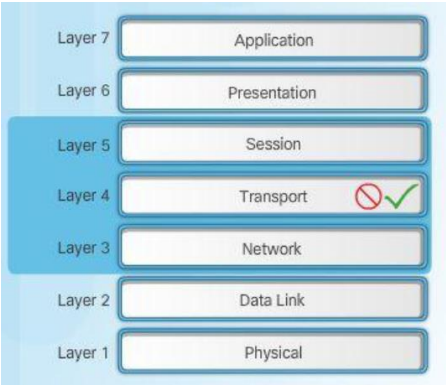 Layer 7 Application
Layer 6 Presentation
Layer 5 Session
Layer 4 Transport
Layer 3 Network
Layer 2 Data Link
Layer 1 Physical